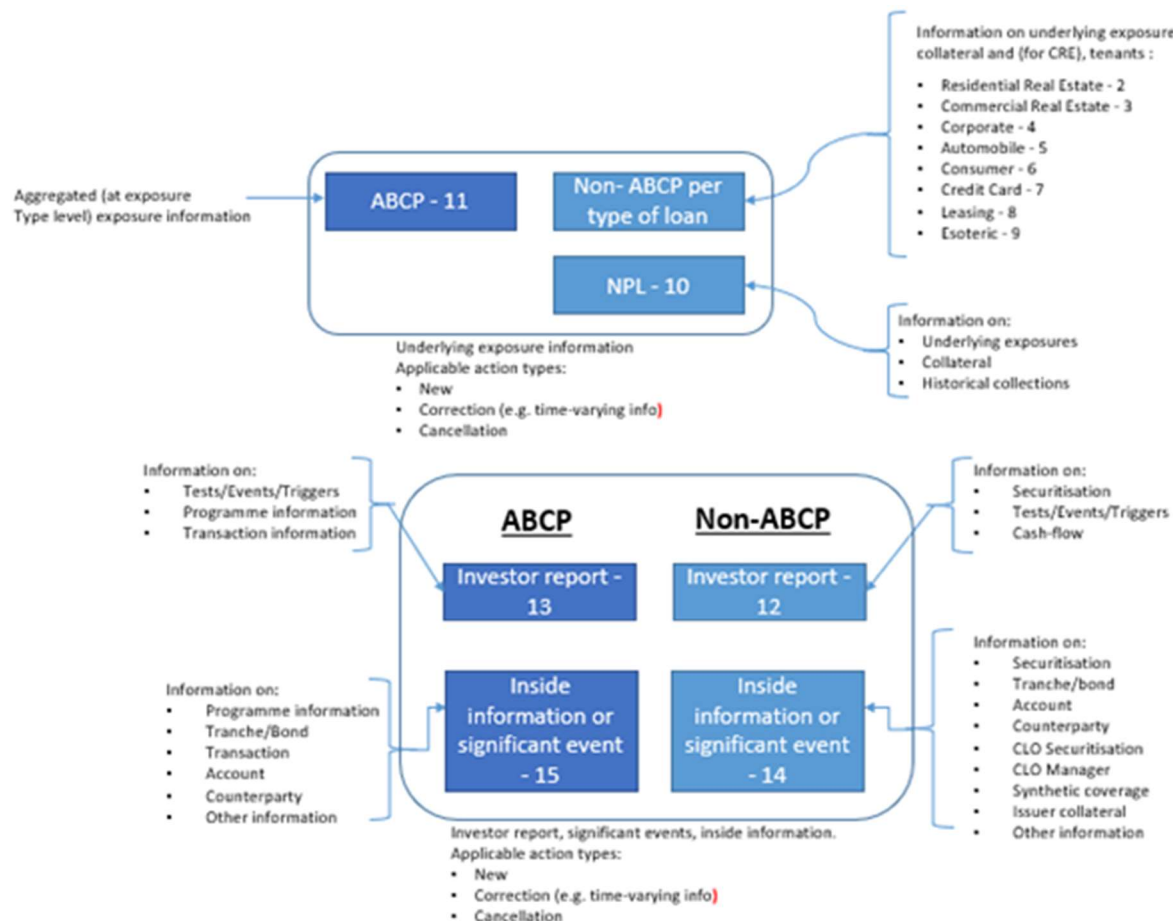 Information on underlying exposure
collateral and (for CRE), tenants :
▪ Residential Real Estate - 2
▪ Commercial Real Estate - 3
▪ Corporate - 4
▪ Automobile - 5
▪ Consumer - 6
▪ Credit Card - 7
▪ Leasing - 8
▪ Esoteric - 9
Aggregated (at exposure
Type level) exposure information
ABCP - 11
Non- ABCP per
type of loan
NPL - 10
Information on:
▪ Underlying exposures
▪ Collateral
▪ Historical collections
Underlying exposure information
Applicable action types:
▪ New
▪ Correction (e.g. time-varying info)
▪ Cancellation
Information on:
▪ Tests/Events/Triggers
▪ Programme information
▪ Transaction information
ABCP
Non-ABCP
Information on:
▪ Securitisation
▪ Tests/Events/Triggers
▪ Cash-flow
Investor report -
13
Investor report -
12
Information on:
▪ Programme information
▪ Tranche/Bond
▪ Transaction
▪ Account
▪ Counterparty
▪ Other information
Inside
information or
significant event
- 15
Inside
information or
significant event
- 14
Information on:
▪ Securitisation
▪ Tranche/bond
▪ Account
▪ Counterparty
▪ CLO Securitisation
▪ CLO Manager
▪ Synthetic coverage
▪ Issuer collateral
▪ Other information
Investor report, significant events, inside information.
Applicable action types:
▪ New
▪ Correction (e.g. time-varying info)
▪ Cancellation